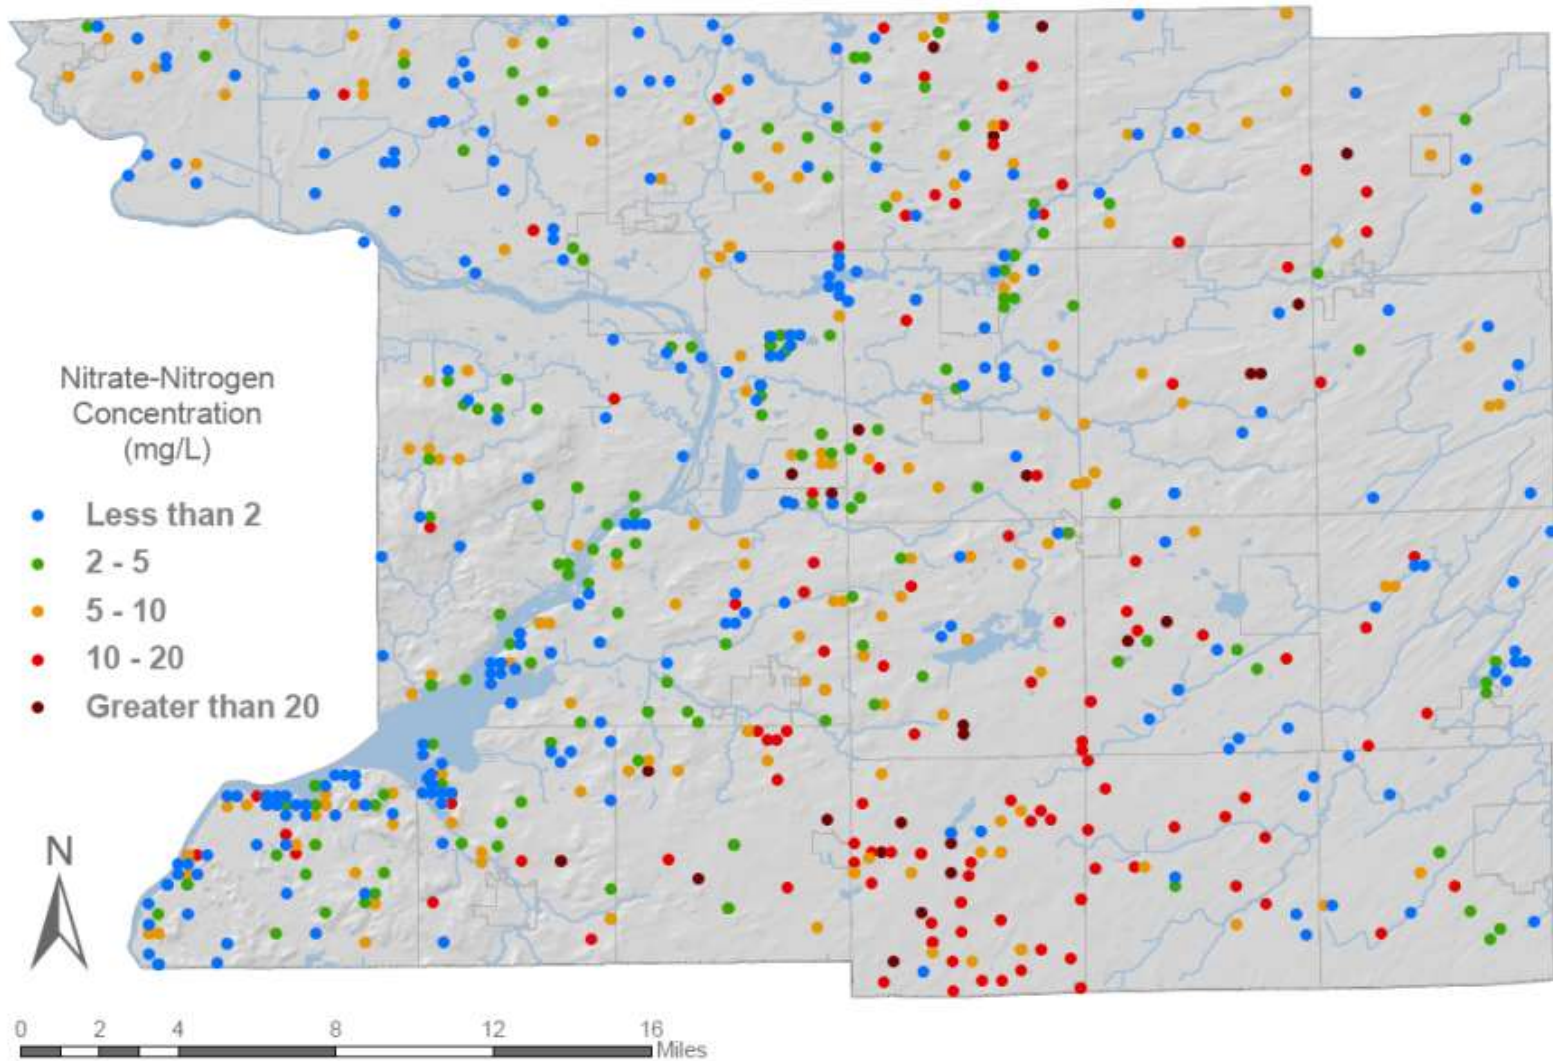 Nitrate-Nitrogen
Concentration
(mg/L)
Less than 2
2 - 5
5 - 10
10 - 20
Greater than 20
N
0 2 4 8 12 16
Miles